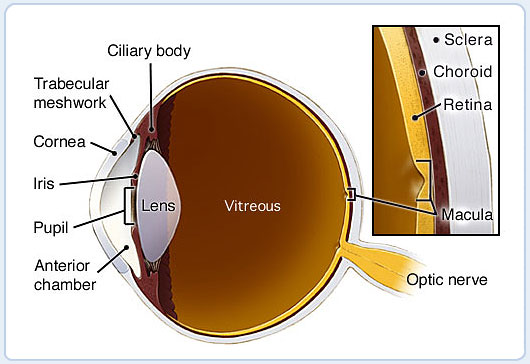 Ciliary body
Trabecular
meshwork
Cornea
Iris
Pupil
Anterior
chamber
Lens
Vitreous
Sclera
Choroid
Retina
Macula
Optic nerve